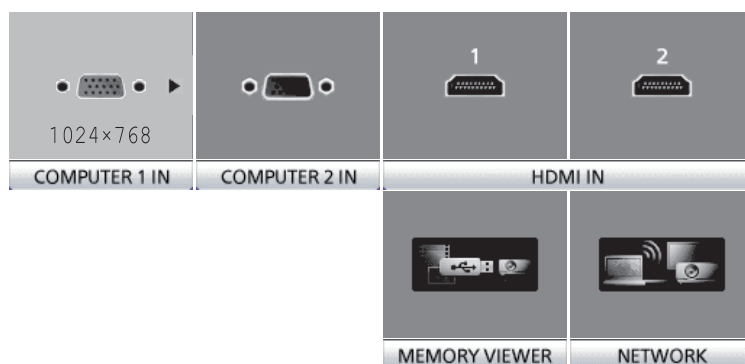 1 2
1024×768
COMPUTER 1 IN COMPUTER 2 IN HDMI IN
MEMORY VIEWER NETWORK